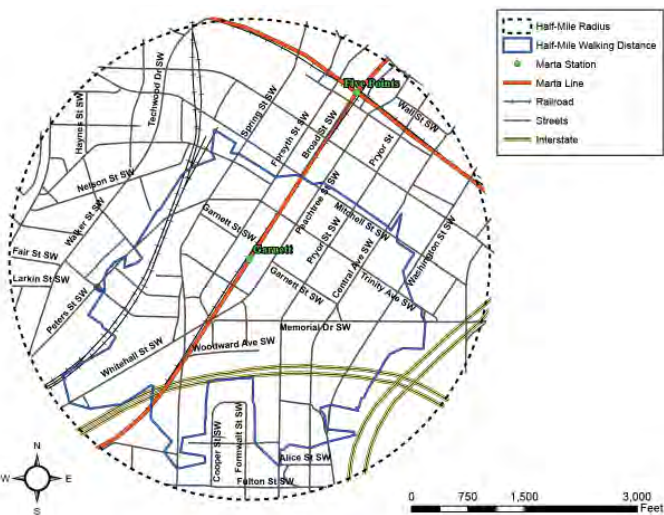 Half-Mile Radius
Half-Mile Walking Distance
Marta Station
Marta Line
Railroad
Streets
Interstate
Five Points
Techwood Dr SW
Haynes St SW
Spring St SW
Forsyth St SW
Broad St SW
Wall St SW
Pryor St
Nelson St SW
Walker St SW
Peachtree St SW
Mitchell St SW
Washington St SW
Garnett St SW
Garnett
Pryor St SW
Central Ave SW
Fair St SW
Larkin St SW
Garnett St SW
Trinity Ave SW
Peters St SW
Memorial Dr SW
Whitehall St SW
Woodward Ave SW
Cooper St SW
Formwalt St SW
Alice St SW
Fulton St SW
N
W E
S
0 750 1,500 3,000
Feet